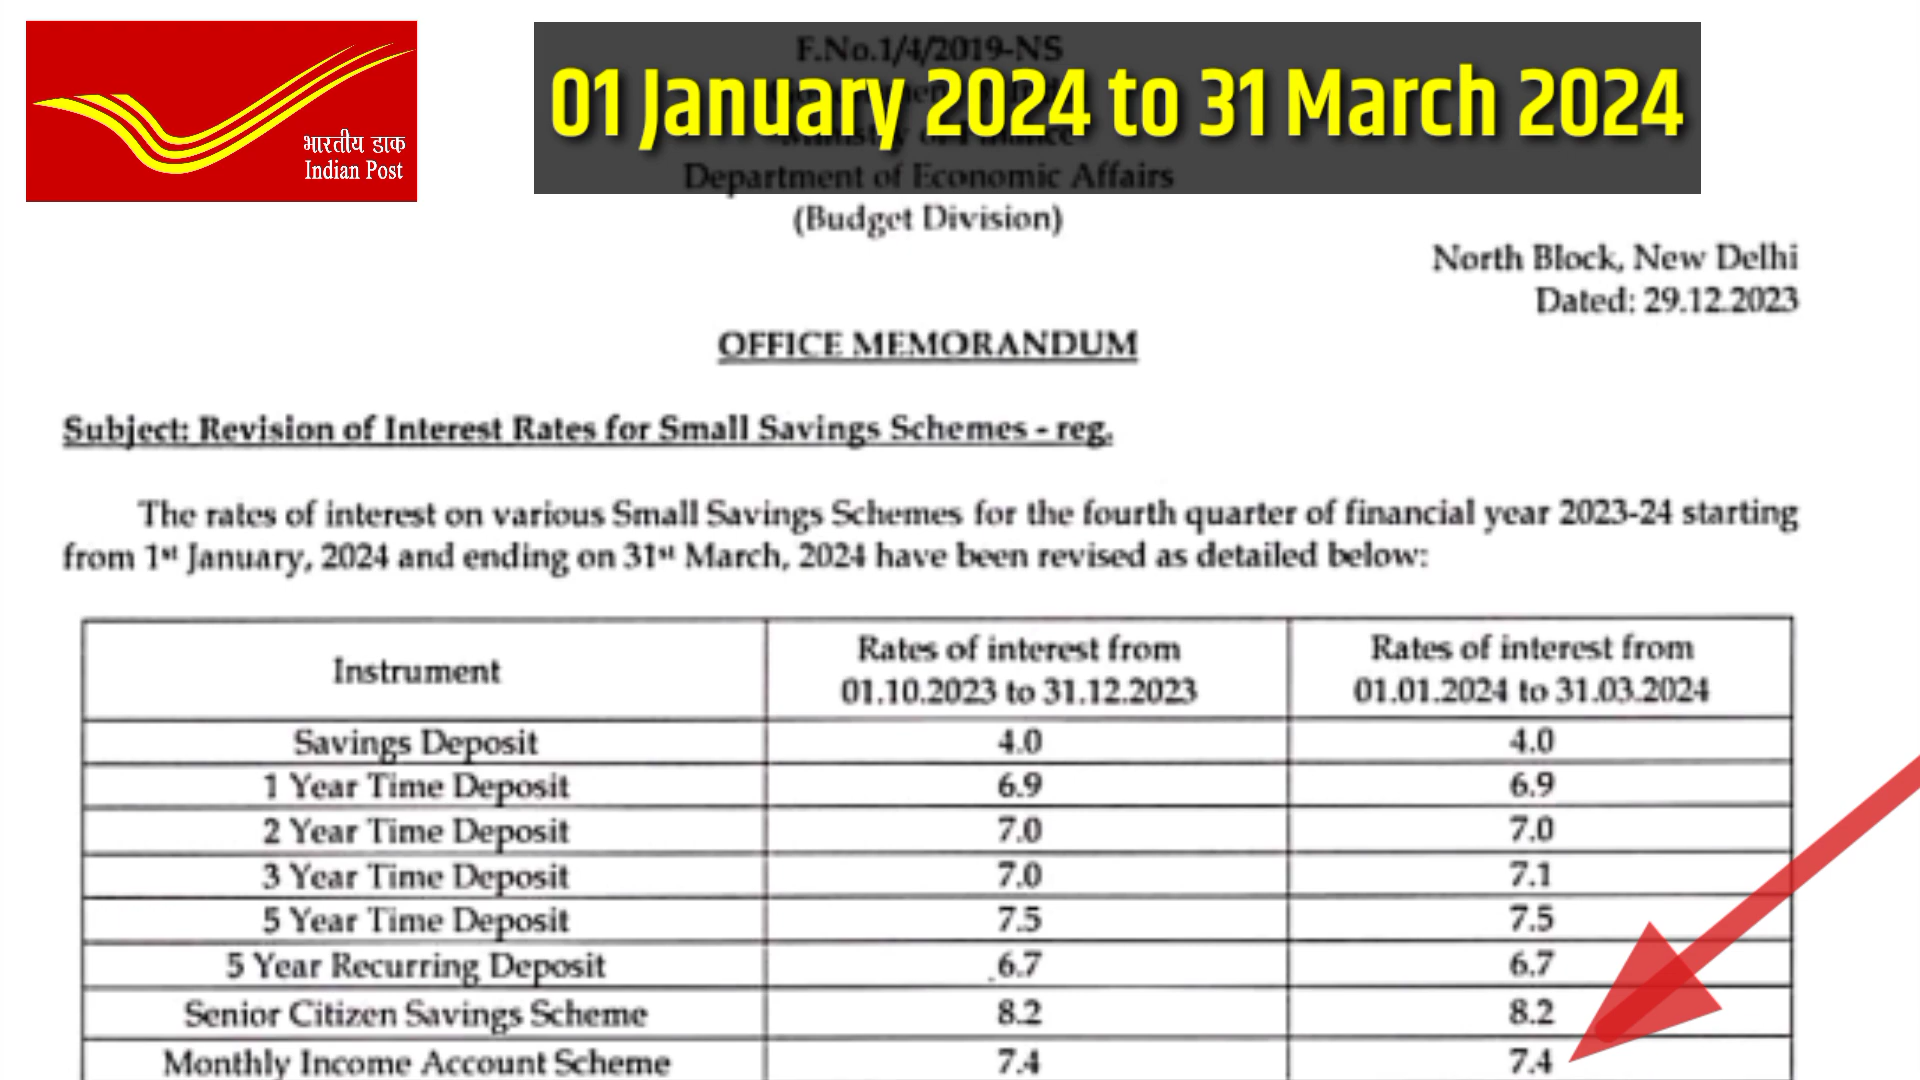 भारतीय डाक
Indian Post
F.No.1/4/2019-NS
01 January 2024 to 31 March 2024
Department of Economic Affairs
(Budget Division)
North Block, New Delhi
Dated: 29.12.2023
OFFICE MEMORANDUM
Subject: Revision of Interest Rates for Small Savings Schemes - reg.
The rates of interest on various Small Savings Schemes for the fourth quarter of financial year 2023-24 starting
from 1st January, 2024 and ending on 31st March, 2024 have been revised as detailed below:
Instrument Rates of interest from 01.10.2023 to 31.12.2023 Rates of interest from 01.01.2024 to 31.03.2024
Savings Deposit 4.0 4.0
1 Year Time Deposit 6.9 6.9
2 Year Time Deposit 7.0 7.0
3 Year Time Deposit 7.0 7.1
5 Year Time Deposit 7.5 7.5
5 Year Recurring Deposit 6.7 6.7
Senior Citizen Savings Scheme 8.2 8.2
Monthly Income Account Scheme 7.4 7.4